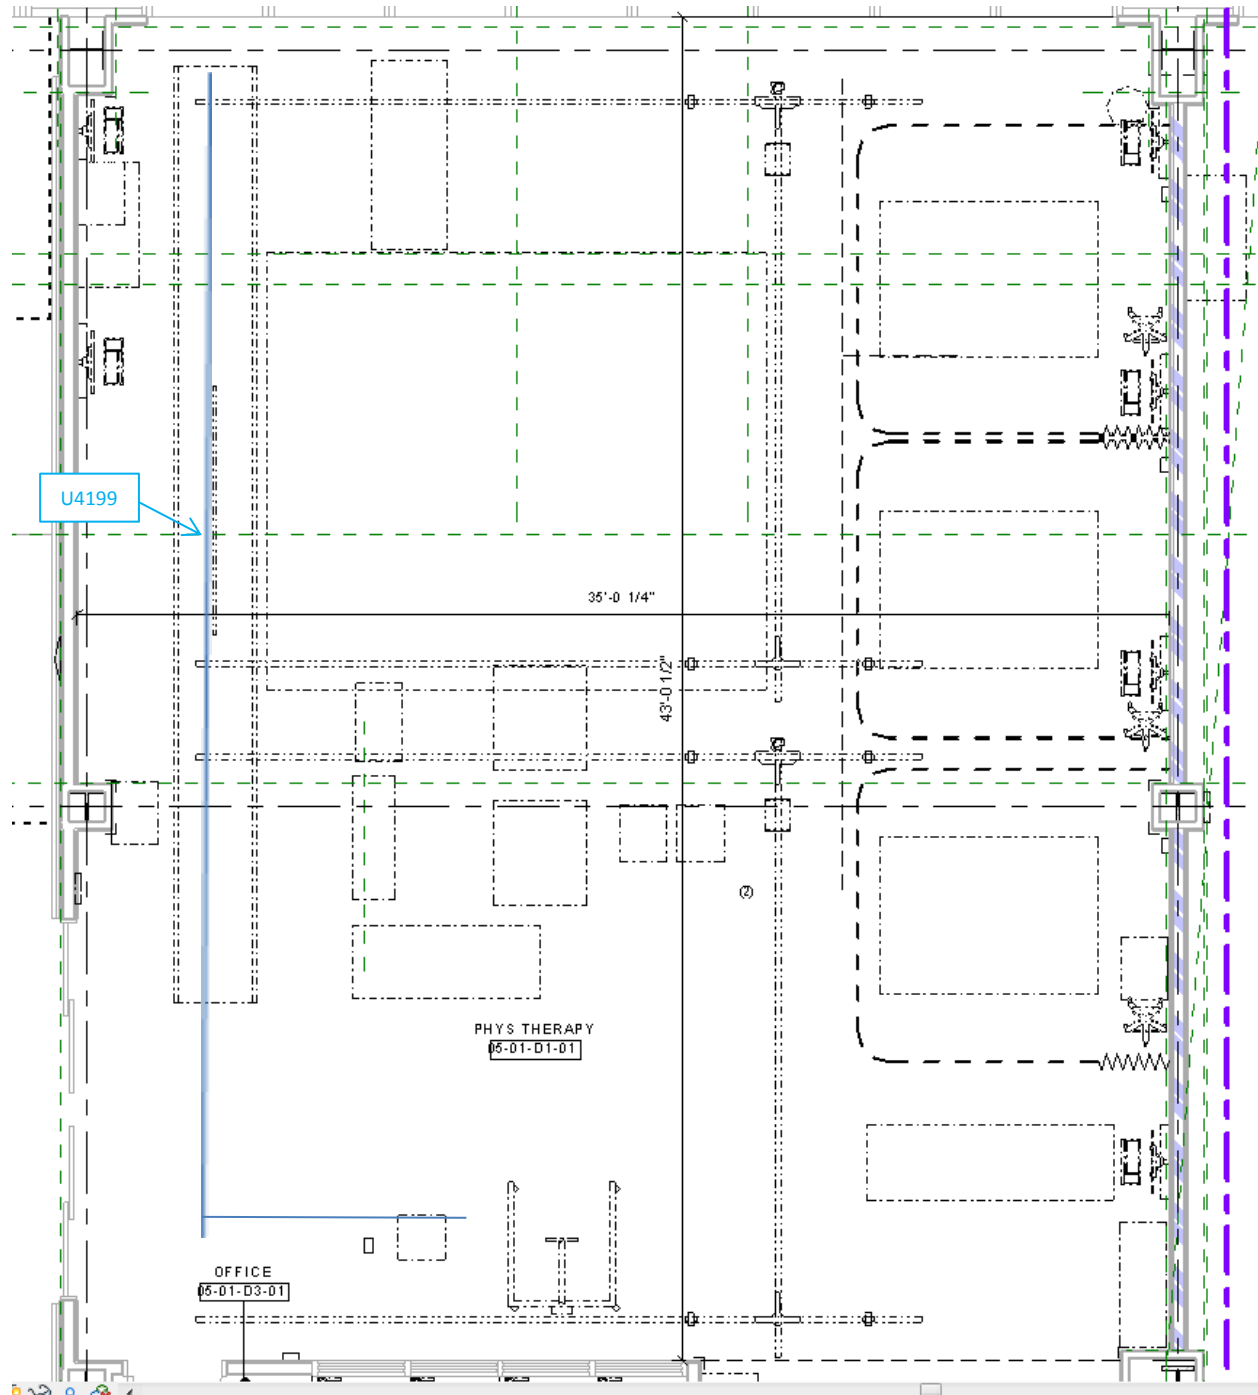 U4199
35'-0 1/4"
43'-0 1/2"
(2)
PHYS THERAPY
05-01-D1-01
OFFICE
05-01-D3-01